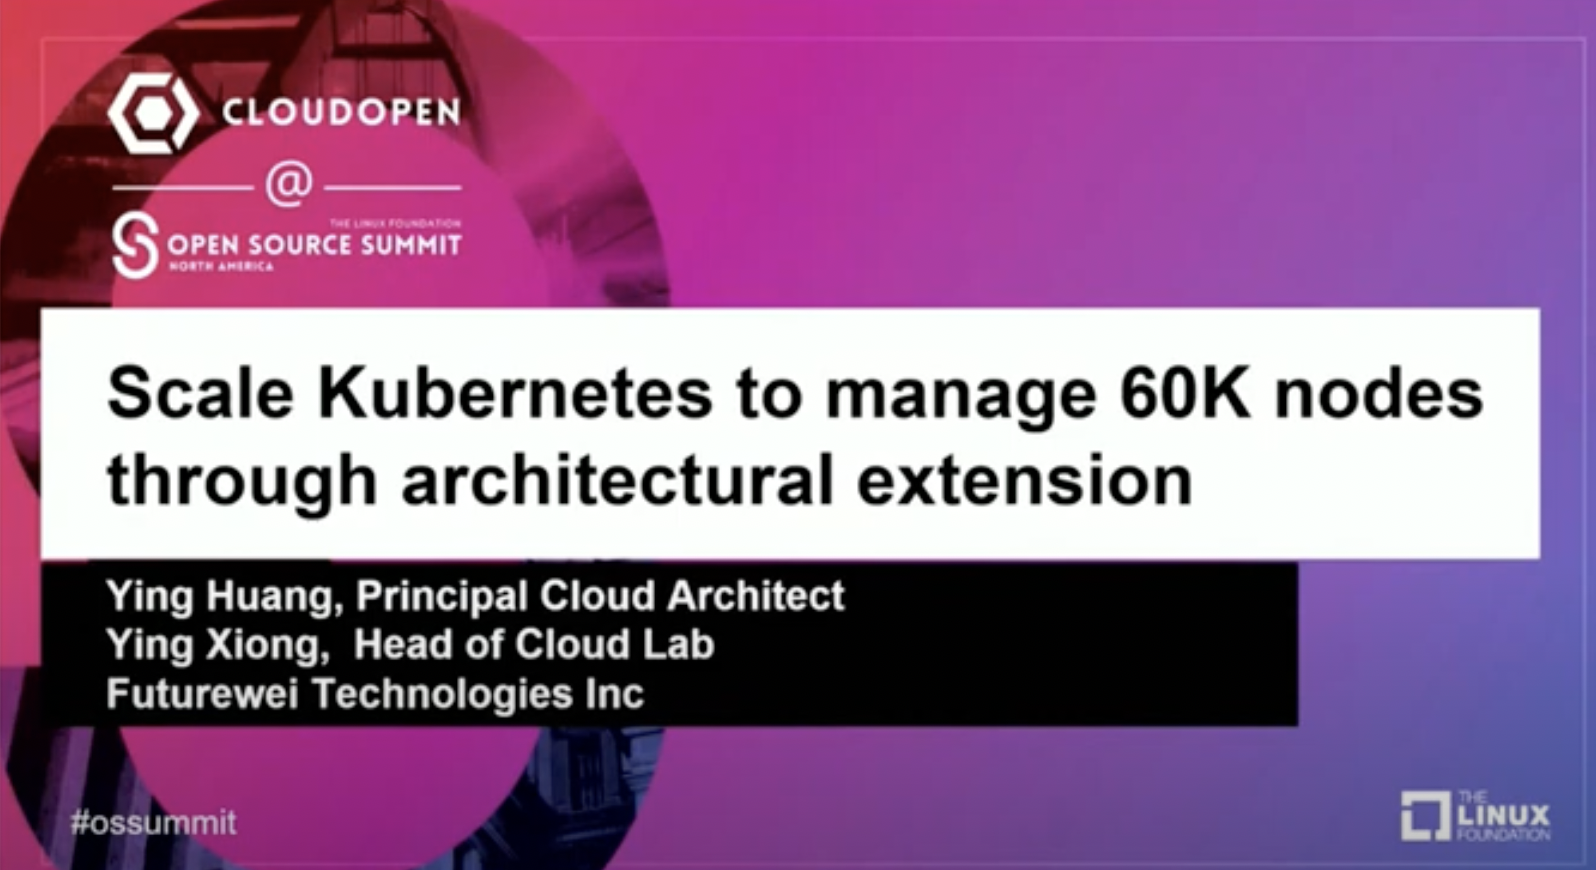 CLOUDOPEN
@
THE LINUX FOUNDATION
OPEN SOURCE SUMMIT
NORTH AMERICA
Scale Kubernetes to manage 60K nodes
through architectural extension
Ying Huang, Principal Cloud Architect
Ying Xiong,  Head of Cloud Lab
Futurewei Technologies Inc
#ossummit
THE
LINUX
FOUNDATION